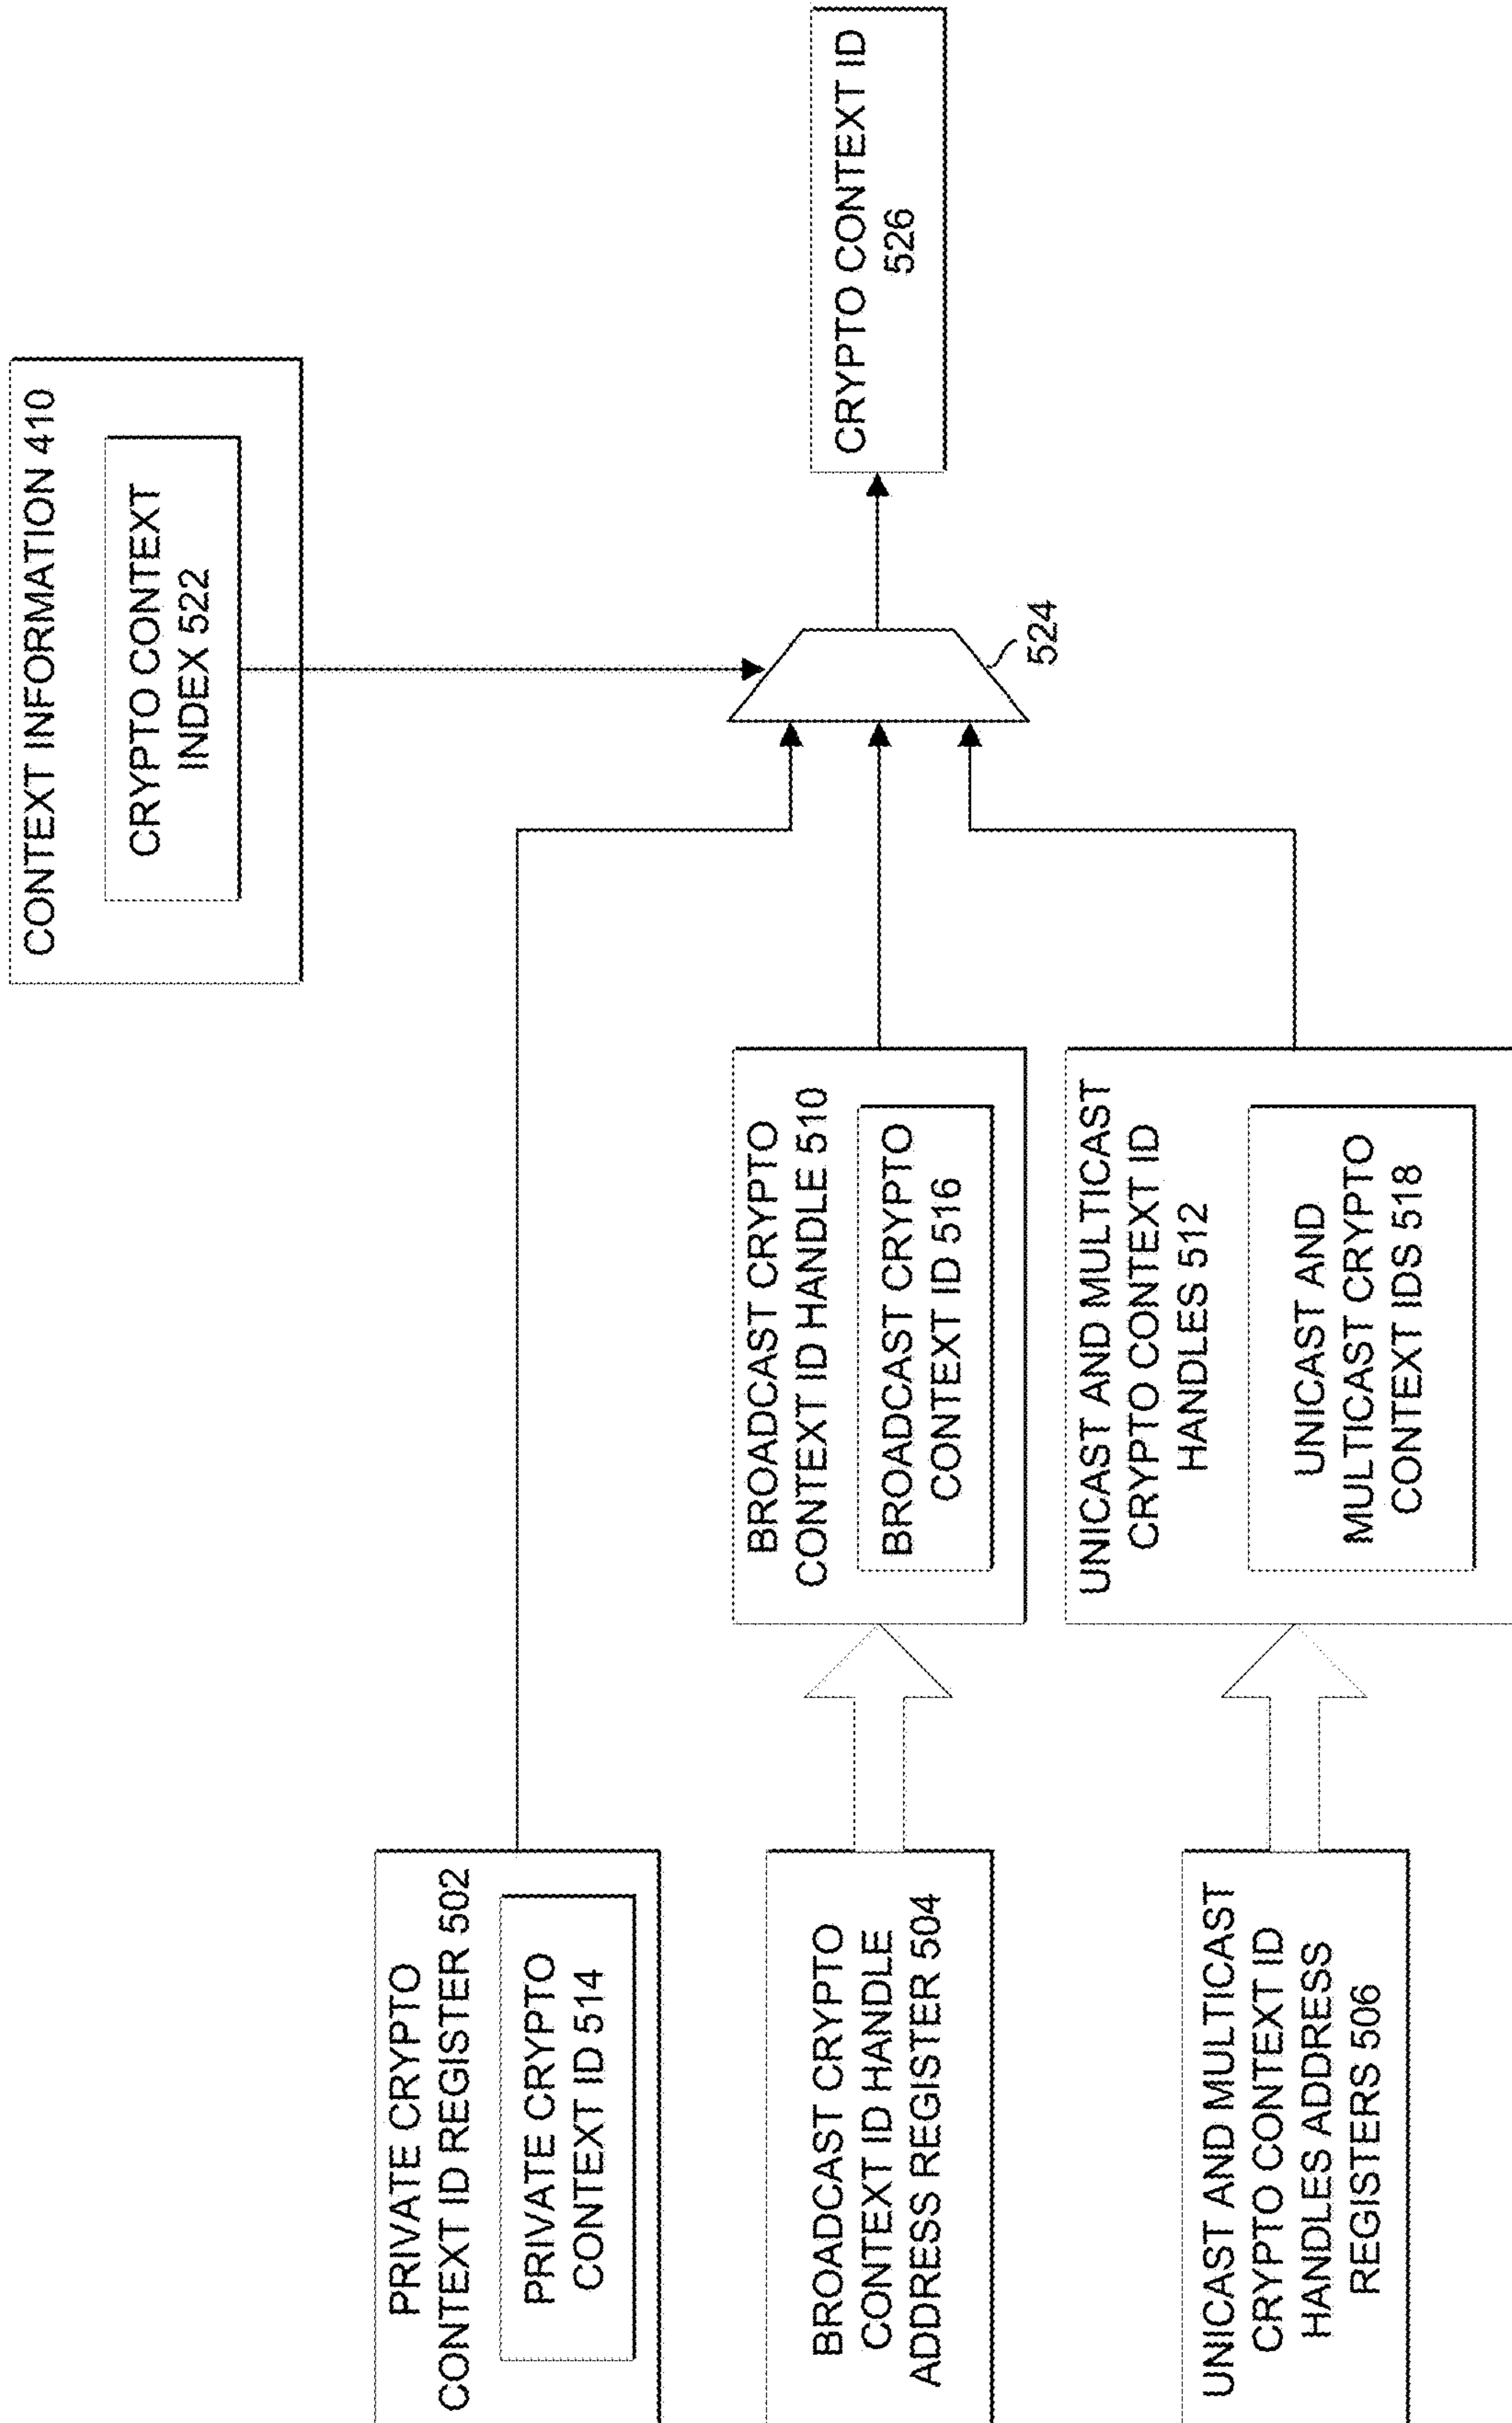 CONTEXT INFORMATION 410
CRYPTO CONTEXT
INDEX 522
PRIVATE CRYPTO
CONTEXT ID REGISTER 502
PRIVATE CRYPTO
CONTEXT ID 514
524
CRYPTO CONTEXT ID
526
BROADCAST CRYPTO
CONTEXT ID HANDLE
ADDRESS REGISTER 504
BROADCAST CRYPTO
CONTEXT ID HANDLE 510
BROADCAST CRYPTO
CONTEXT ID 516
UNICAST AND MULTICAST
CRYPTO CONTEXT ID
HANDLES ADDRESS
REGISTERS 506
UNICAST AND MULTICAST
CRYPTO CONTEXT ID
HANDLES 512
UNICAST AND
MULTICAST CRYPTO
CONTEXT IDS 518